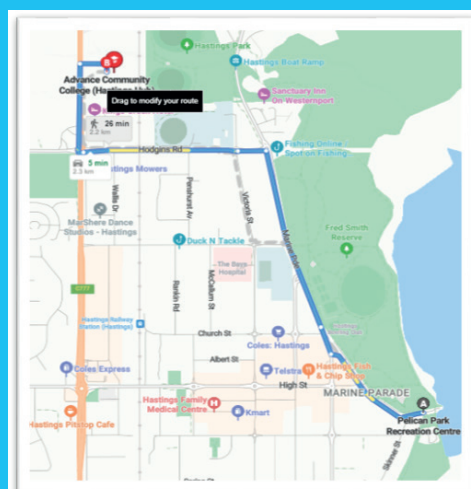 Hastings Park
Hastings Boat Ramp
B
Advance Community
College (Hastings Hub)
Sanctuary Inn
On Westernport
Drag to modify your route
26 min
2.2 km
Fishing Online
Spot on Fishing
Hodgins Rd
5 min
2.3 km
Hastings Mowers
Wallis Dr
Penshurst Av
Victoria St
Marine Pde
MarShere Dance
Studios - Hastings
Fred Smith
Reserve
Duck N Tackle
The Bays
Hospital
Rankin Rd
McCallum St
Hastings Railway
Station (Hastings)
Church St
Coles: Hastings
Albert St
Coles Express
Telstra
Hastings Fish
& Chip Shop
High St
MARINE PARADE
Hastings Family
Medical Centre
Kmart
A
Pelican Park
Recreation Centre
Hastings Pitstop Cafe
Skinner St